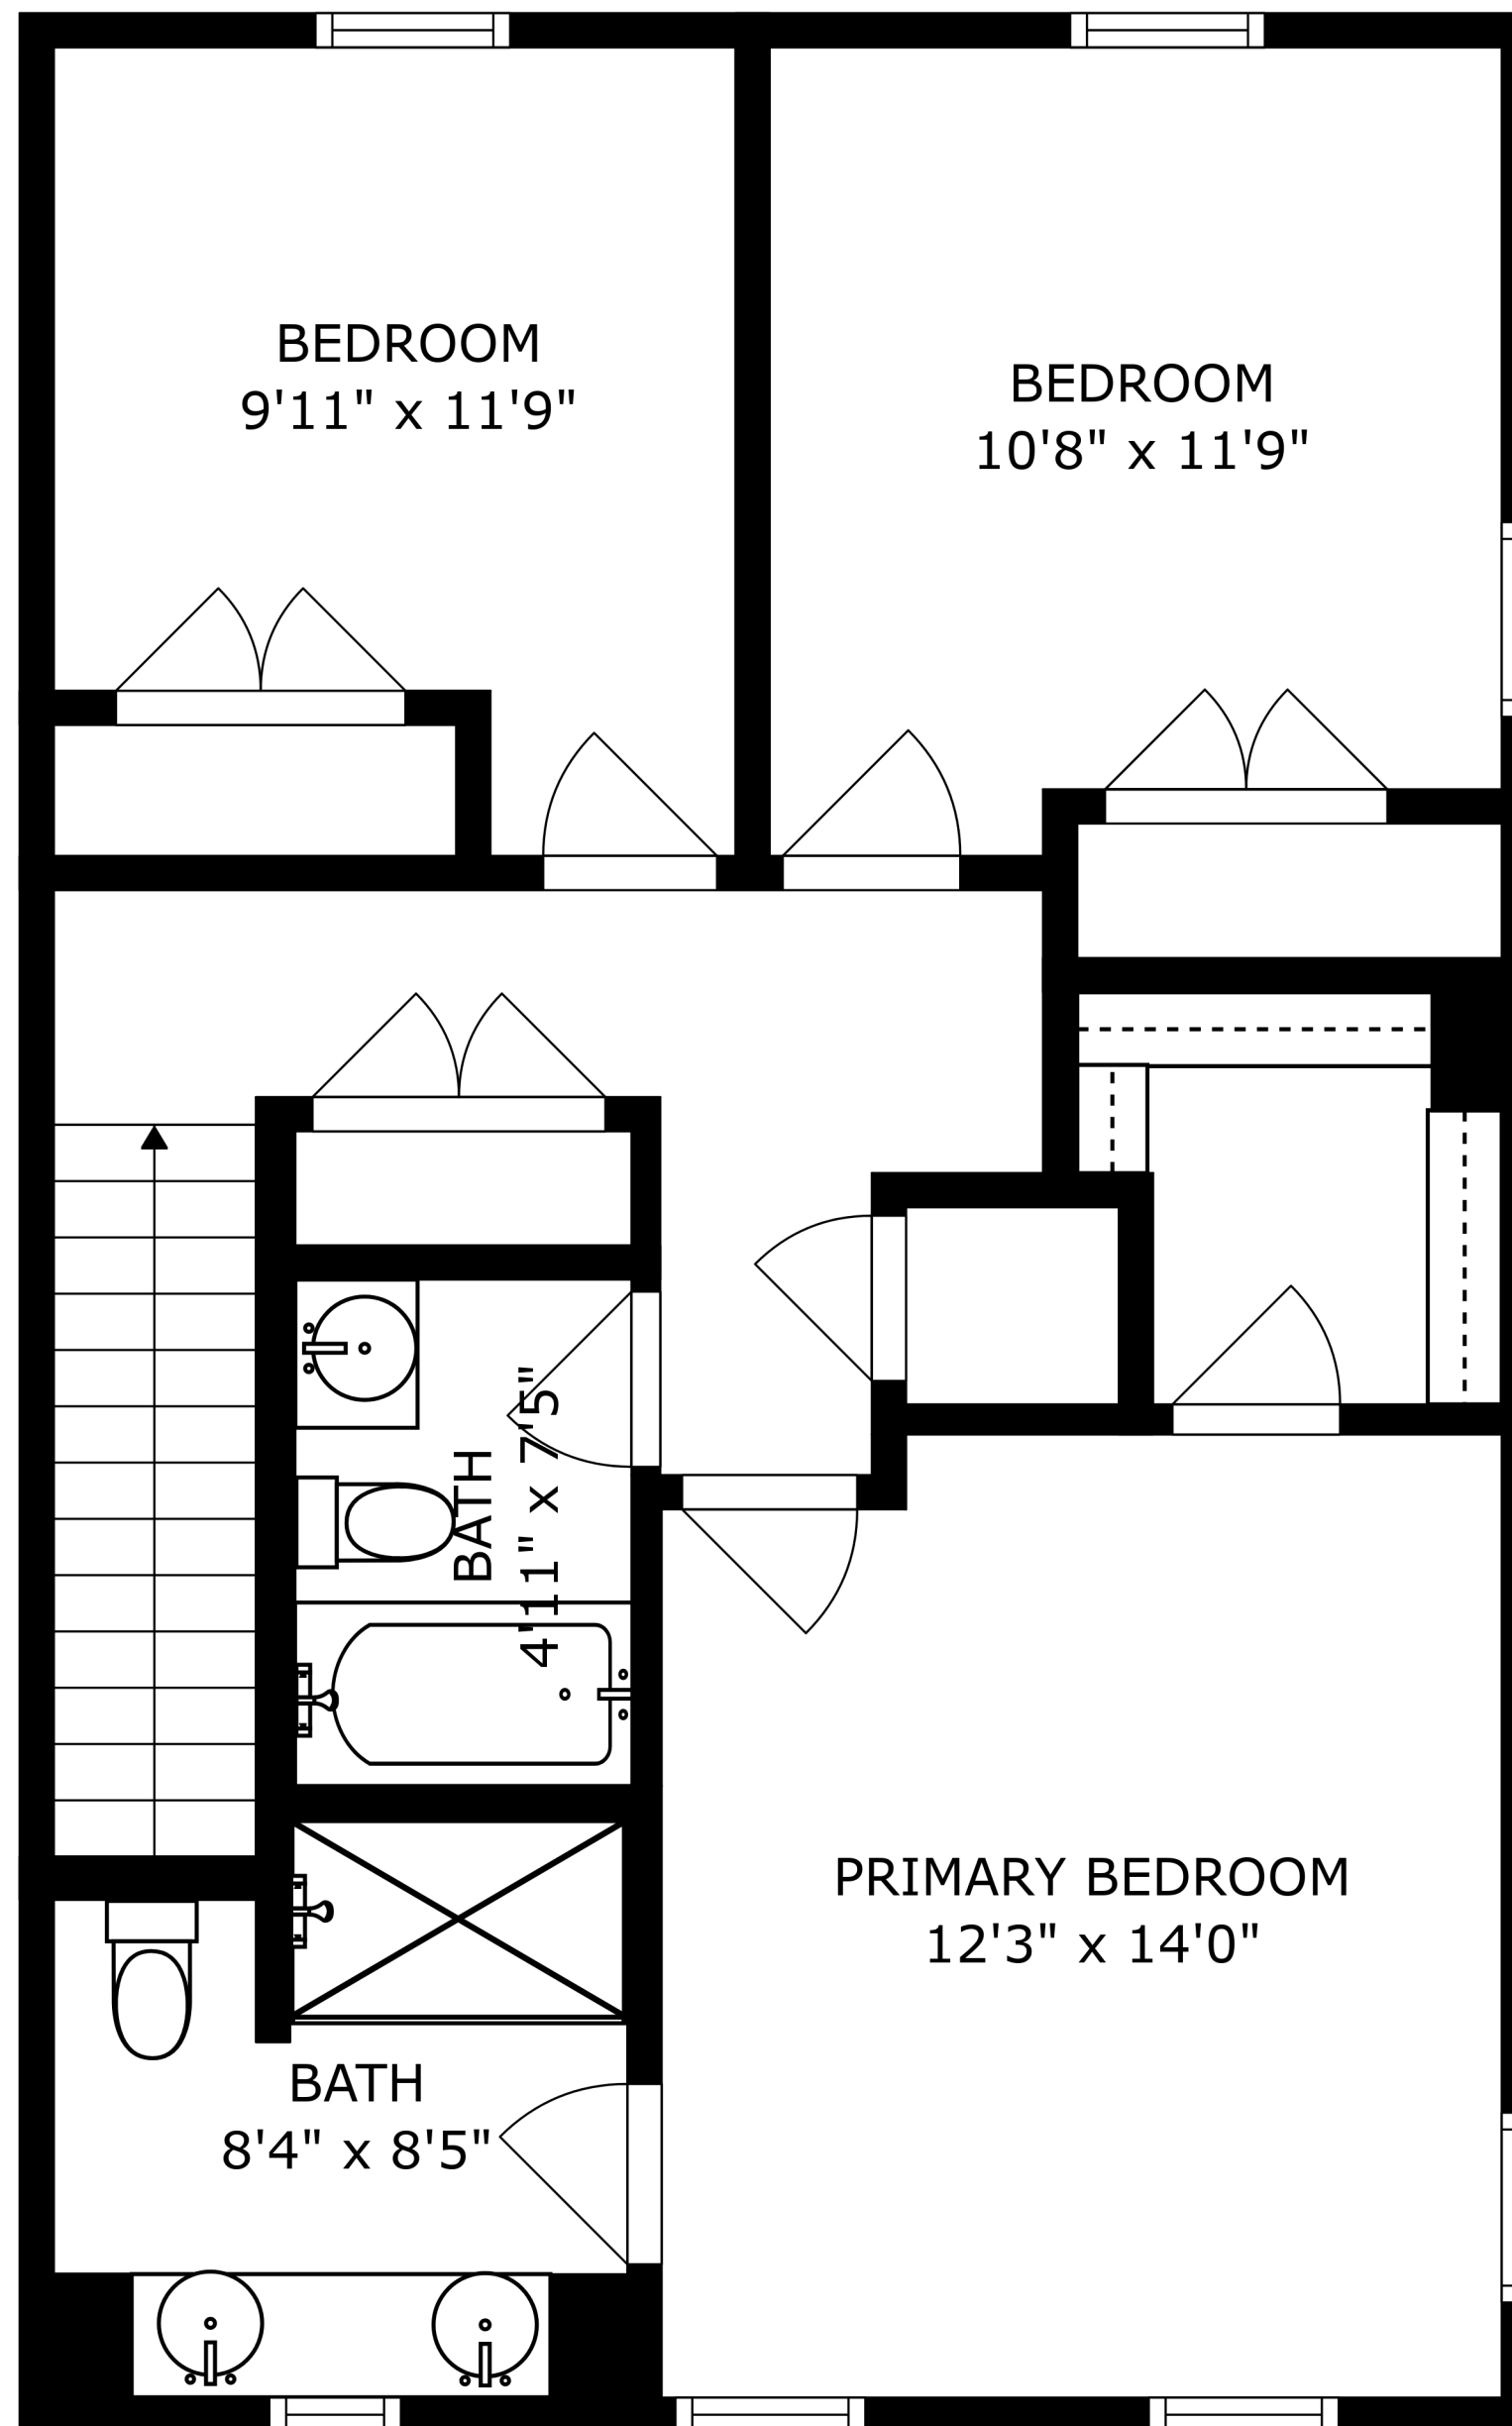 BEDROOM
9'11" x 11'9"
BEDROOM
10'8" x 11'9"
BATH
4'11" x 7'5"
PRIMARY BEDROOM
12'3" x 14'0"
BATH
8'4" x 8'5"